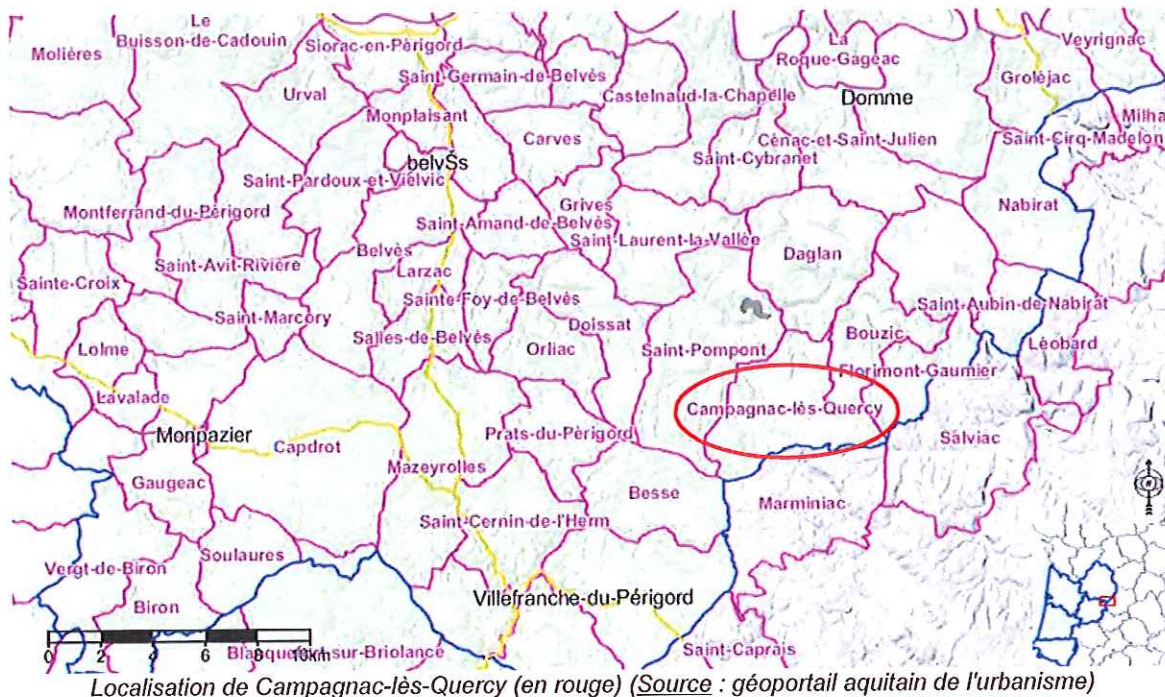 Le
Buisson-de-Cadouin
Molières
Siorac-en-Périgord
La
Roque-Gageac
Veyrignac
Saint-Germain-de-Belvès
Urval
Castelnaud-la-Chapelle
Groléjac
Domme
Monplaisant
Milha
Carves
Cénac-et-Saint-Julien
Saint-Cirq-Madelon
belvŠs
Saint-Cybranet
Saint-Pardoux-et-Vielvic
Montferrand-du-Périgord
Grives
Nabirat
Saint-Amand-de-Belvès
Saint-Laurent-la-Vallée
Belvès
Daglan
Saint-Avit-Rivière
Larzac
Sainte-Croix
Sainte-Foy-de-Belvès
Saint-Aubin-de-Nabirat
Saint-Marcory
Doissat
Bouzic
Salles-de-Belvès
Lolme
Orliac
Saint-Pompont
Léobard
Florimont-Gaumier
Lavalade
Campagnac-lès-Quercy
Monpazier
Capdrot
Prats-du-Périgord
Salviac
Mazeyrolles
Gaugeac
Besse
Marminiac
Saint-Cernin-de-l'Herm
Soulaures
Vergt-de-Biron
Villefranche-du-Périgord
Biron
Saint-Caprais
0 2 4 6 8 10km
Blanquefort-sur-Briolance
N
Localisation de Campagnac-lès-Quercy (en rouge) (Source : géoportail aquitain de l'urbanisme)